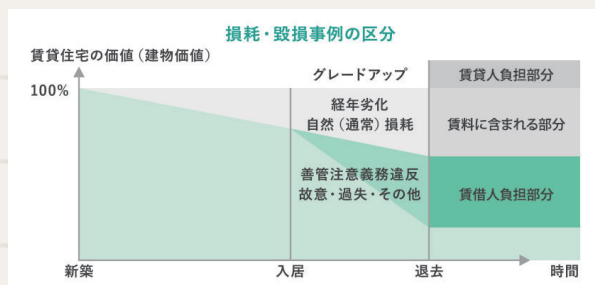 損耗・毀損事例の区分
賃貸住宅の価値（建物価値）
100%
グレードアップ
賃貸人負担部分
経年劣化
自然（通常）損耗
賃料に含まれる部分
善管注意義務違反
故意・過失・その他
賃借人負担部分
新築
入居
退去
時間